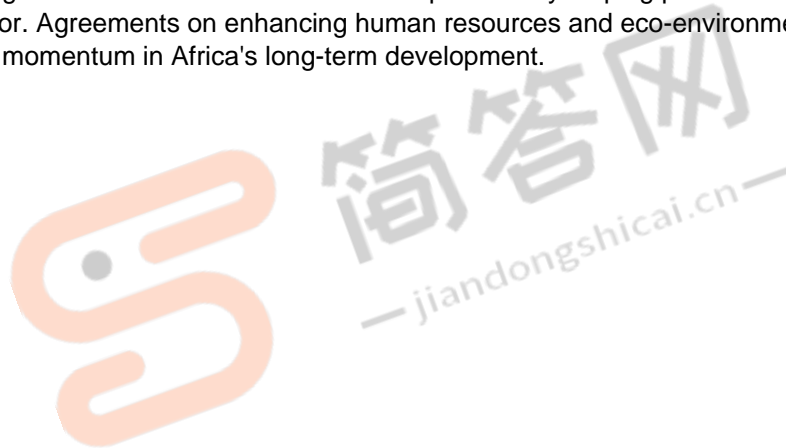 or. Agreements on enhancing human resources and eco-environme
momentum in Africa's long-term development.
简答网
jiandongshicai.cn